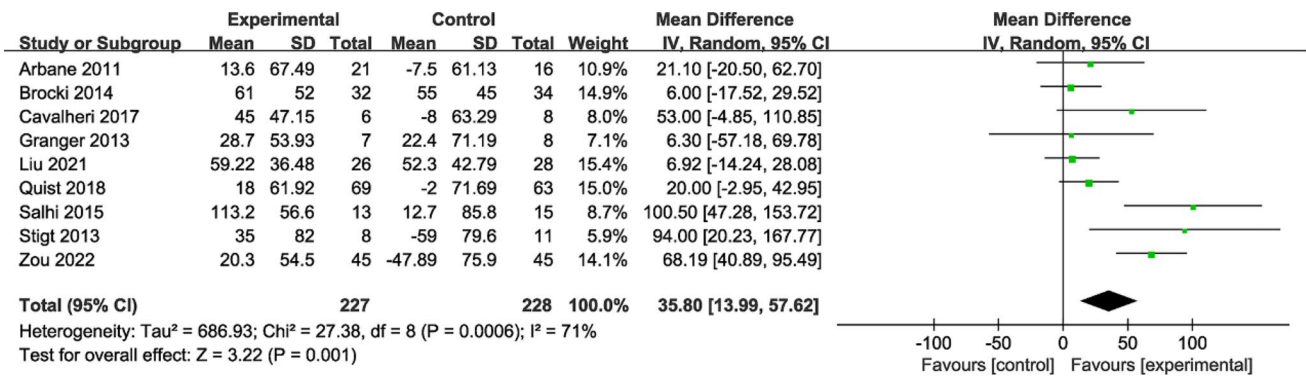 Experimental Control Mean Difference Mean Difference
Study or Subgroup Mean SD Total Mean SD Total Weight IV, Random, 95% CI IV, Random, 95% CI
Arbane 2011 13.6 67.49 21 -7.5 61.13 16 10.9% 21.10 [-20.50, 62.70]
Brocki 2014 61 52 32 55 45 34 14.9% 6.00 [-17.52, 29.52]
Cavalheri 2017 45 47.15 6 -8 63.29 8 8.0% 53.00 [-4.85, 110.85]
Granger 2013 28.7 53.93 7 22.4 71.19 8 7.1% 6.30 [-57.18, 69.78]
Liu 2021 59.22 36.48 26 52.3 42.79 28 15.4% 6.92 [-14.24, 28.08]
Quist 2018 18 61.92 69 -2 71.69 63 15.0% 20.00 [-2.95, 42.95]
Salhi 2015 113.2 56.6 13 12.7 85.8 15 8.7% 100.50 [47.28, 153.72]
Stigt 2013 35 82 8 -59 79.6 11 5.9% 94.00 [20.23, 167.77]
Zou 2022 20.3 54.5 45 -47.89 75.9 45 14.1% 68.19 [40.89, 95.49]
Total (95% CI) 227 228 100.0% 35.80 [13.99, 57.62]
Heterogeneity: Tau² = 686.93; Chi² = 27.38, df = 8 (P = 0.0006); I² = 71%
Test for overall effect: Z = 3.22 (P = 0.001)
-100 -50 0 50 100
Favours [control] Favours [experimental]